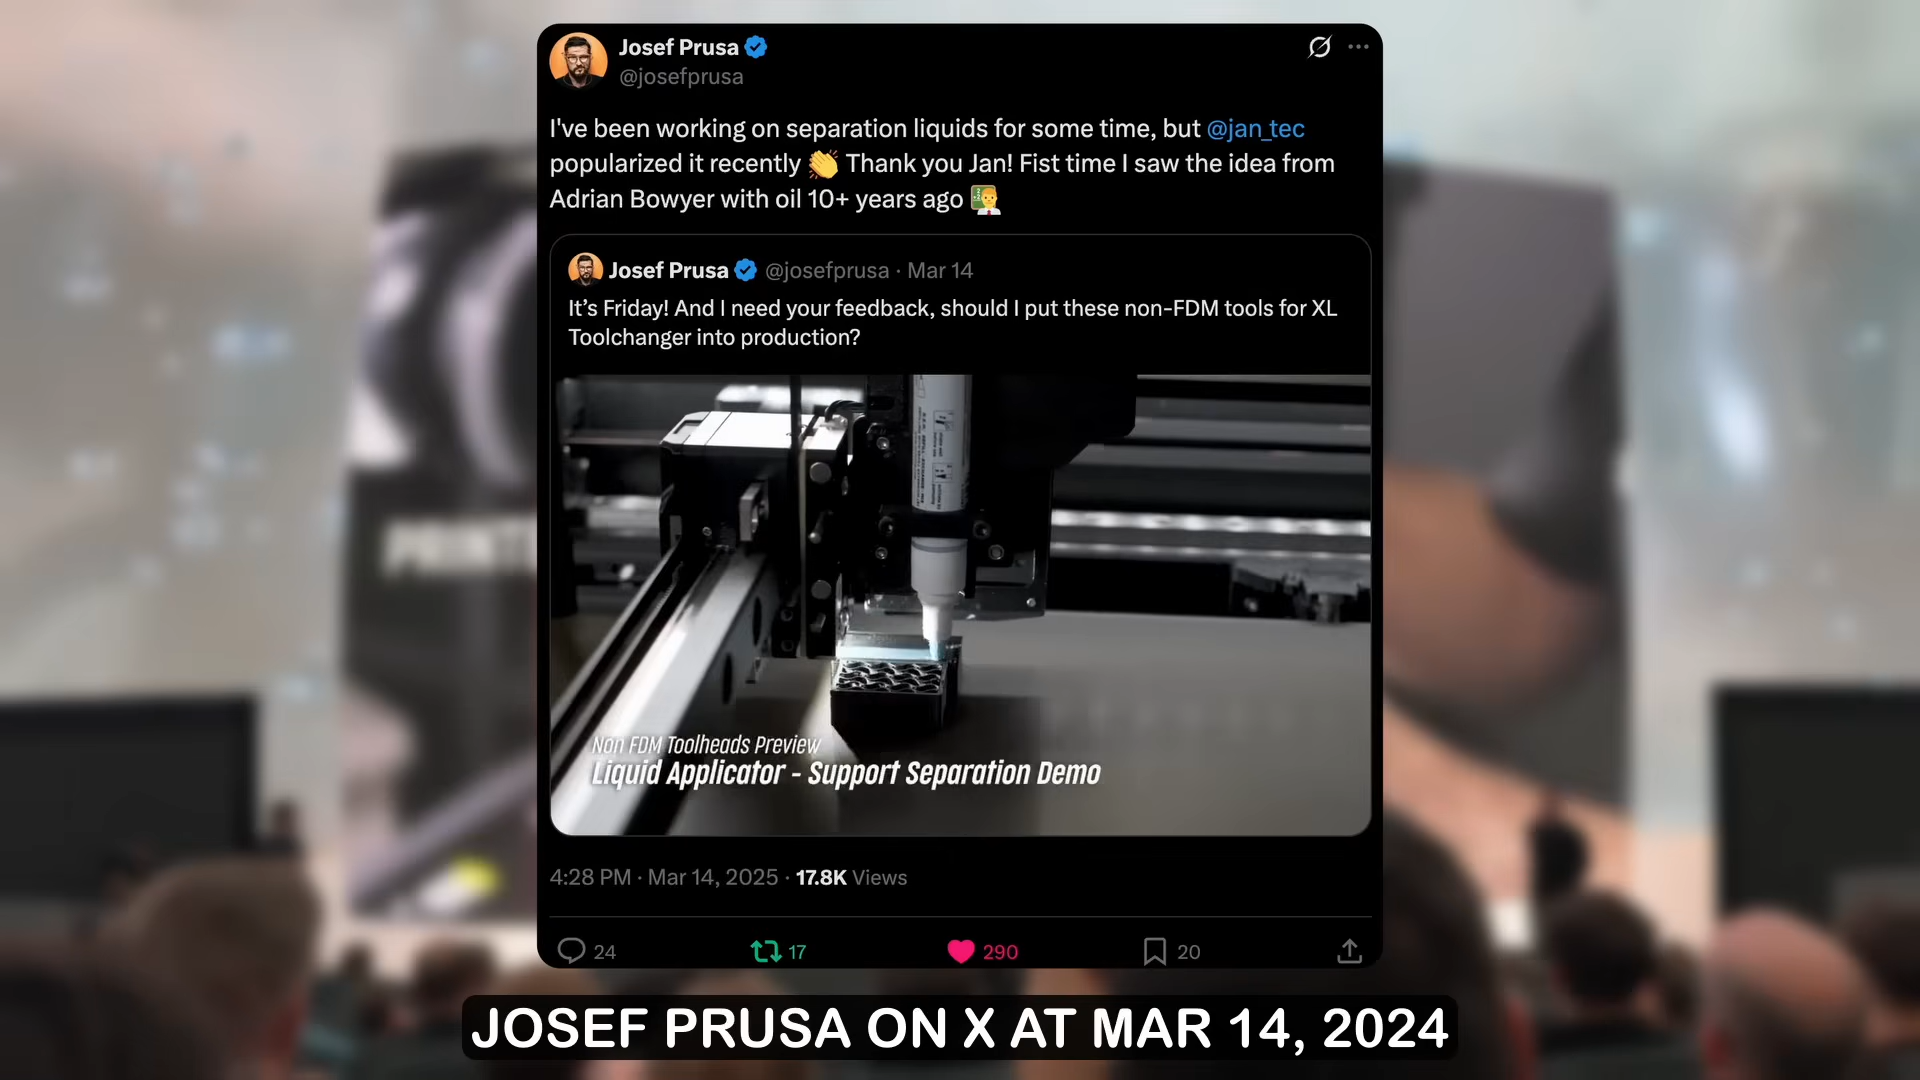 Josef Prusa
@josefprusa
I've been working on separation liquids for some time, but @jan_tec
popularized it recently 👏 Thank you Jan! Fist time I saw the idea from
Adrian Bowyer with oil 10+ years ago 👨‍🏫
Josef Prusa @josefprusa · Mar 14
It’s Friday! And I need your feedback, should I put these non-FDM tools for XL
Toolchanger into production?
Non FDM Toolheads Preview
Liquid Applicator - Support Separation Demo
4:28 PM · Mar 14, 2025 · 17.8K Views
24 17 290 20
JOSEF PRUSA ON X AT MAR 14, 2024